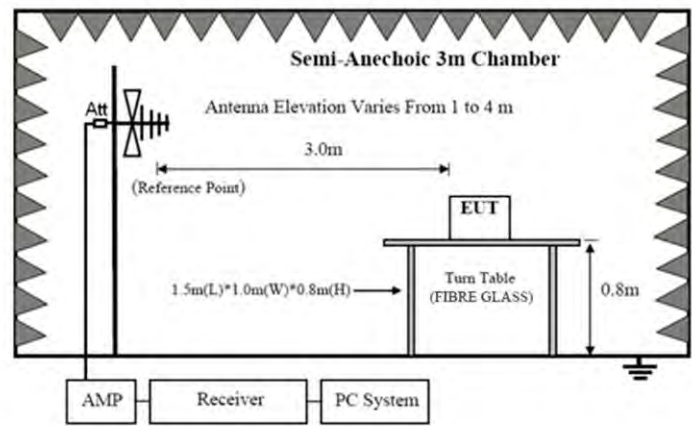 Semi-Anechoic 3m Chamber
Att
Antenna Elevation Varies From 1 to 4 m
3.0m
(Reference Point)
EUT
1.5m(L)*1.0m(W)*0.8m(H)
Turn Table
(FIBRE GLASS)
0.8m
AMP
Receiver
PC System